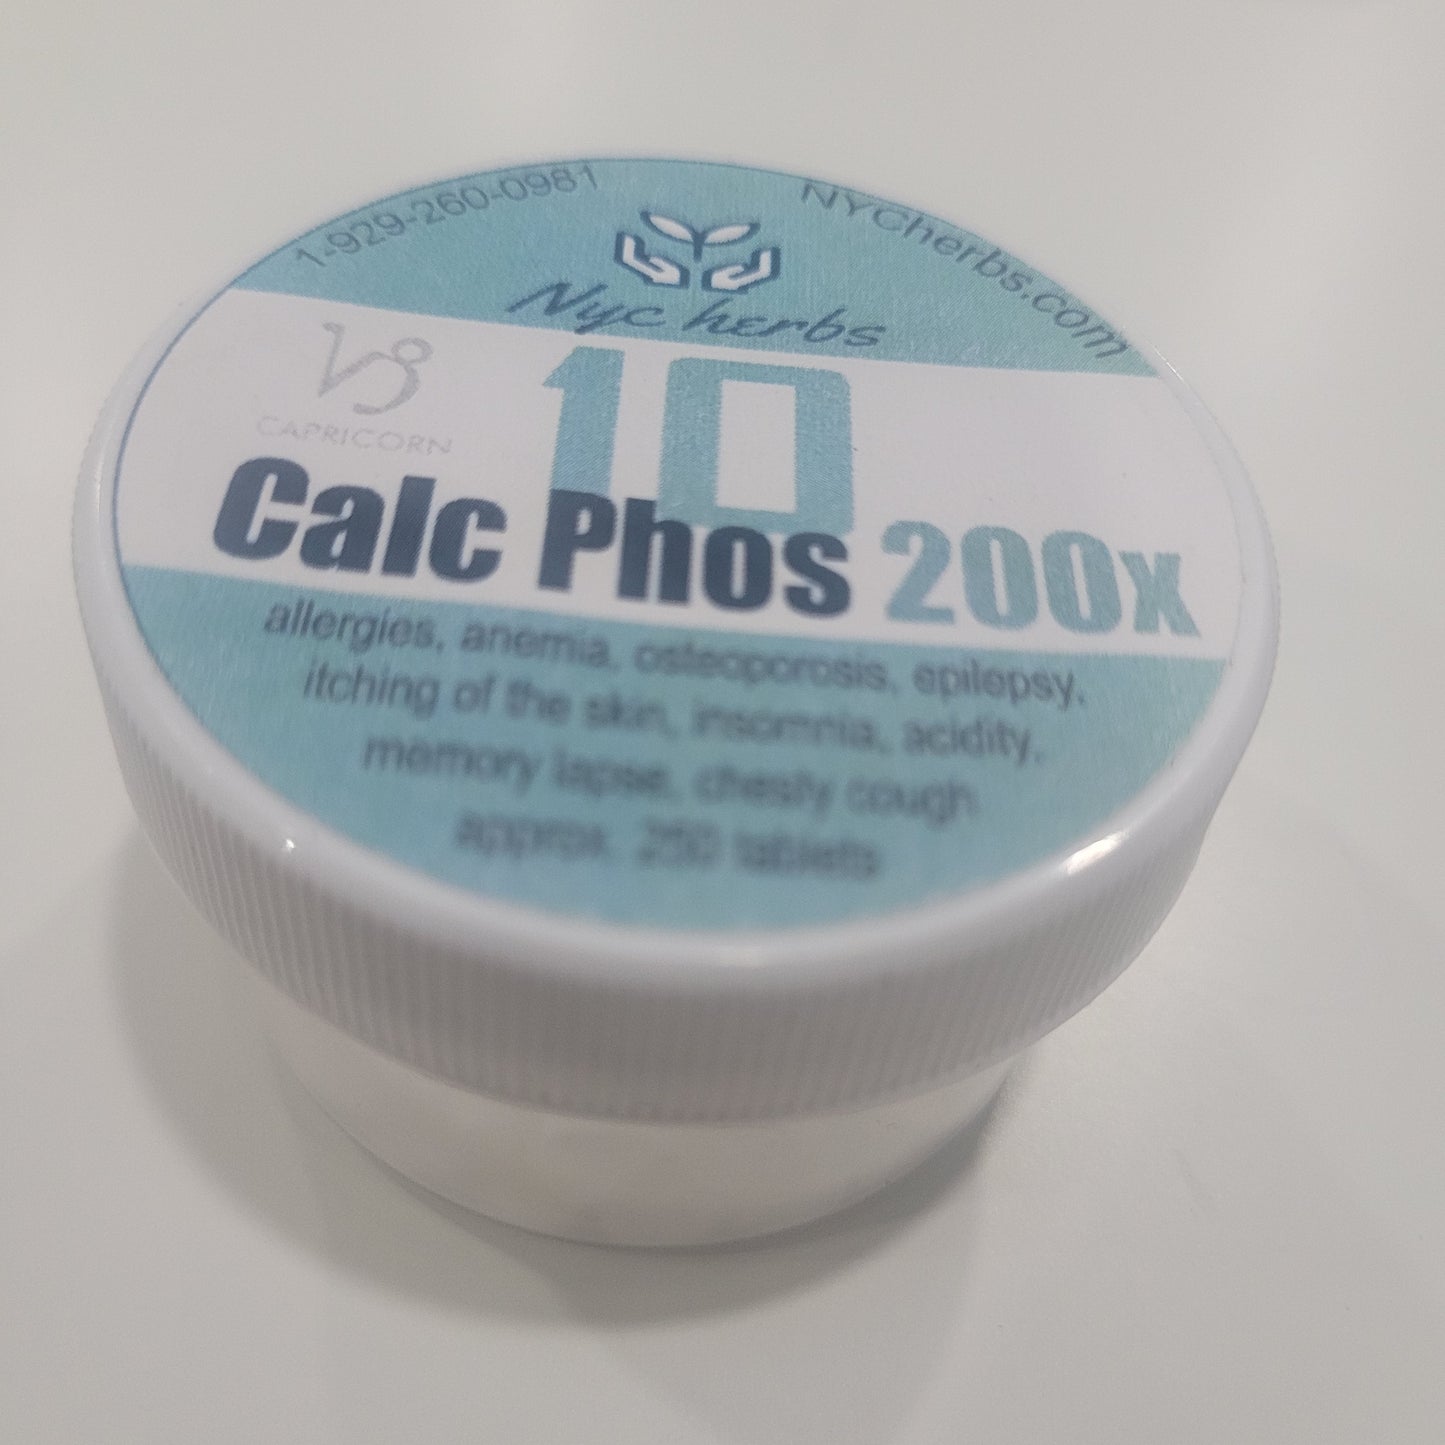 1-929-260-0981
NYCherbs.com
Nyc herbs
10
CAPRICORN
Calc Phos 200x
allergies, anemia, osteoporosis, epilepsy,
itching of the skin, insomnia, acidity,
memory lapse, chesty cough
approx. 250 tablets